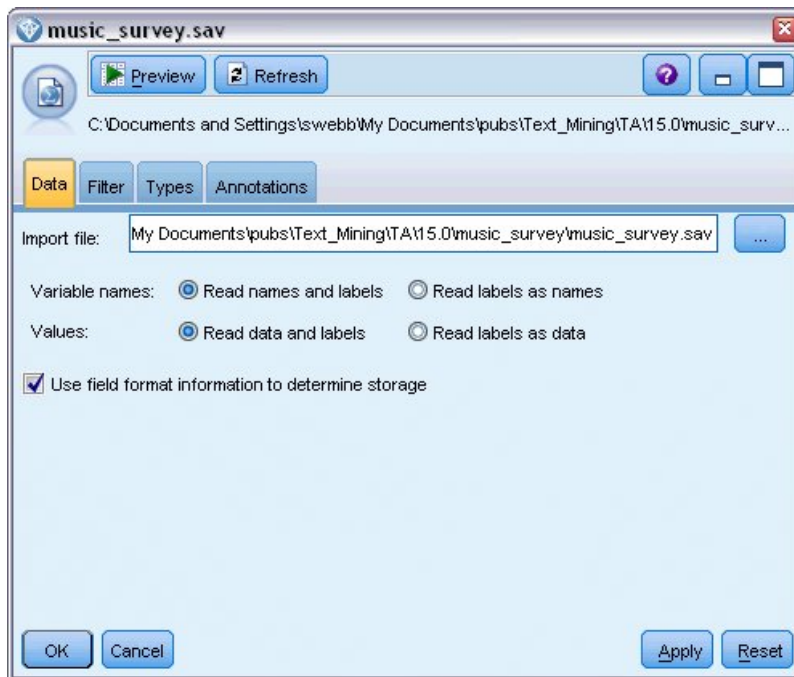 music_survey.sav
Preview Refresh
C:\Documents and Settings\swebb\My Documents\pubs\Text_Mining\TA\15.0\music_surv...
Data Filter Types Annotations
Import file: My Documents\pubs\Text_Mining\TA\15.0\music_survey\music_survey.sav ...
Variable names: Read names and labels Read labels as names
Values: Read data and labels Read labels as data
Use field format information to determine storage
OK Cancel Apply Reset